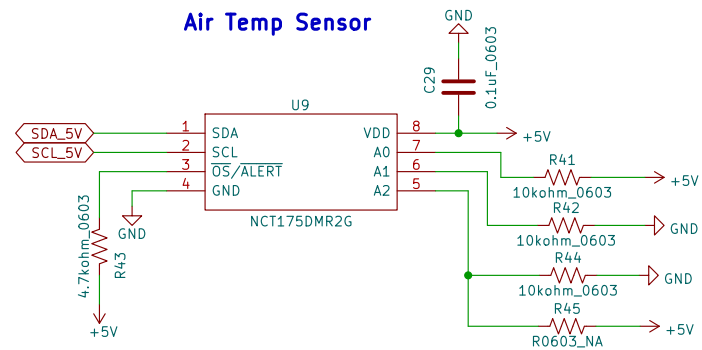 Air Temp Sensor
GND
C29
0.1uF_0603
U9
SDA_5V
SCL_5V
1 SDA VDD 8
2 SCL A0 7
3 OS/ALERT A1 6
4 GND A2 5
+5V
R41
10kohm_0603
+5V
GND
NCT175DMR2G
R42
10kohm_0603
GND
4.7kohm_0603
R43
+5V
R44
10kohm_0603
GND
R45
R0603_NA
+5V